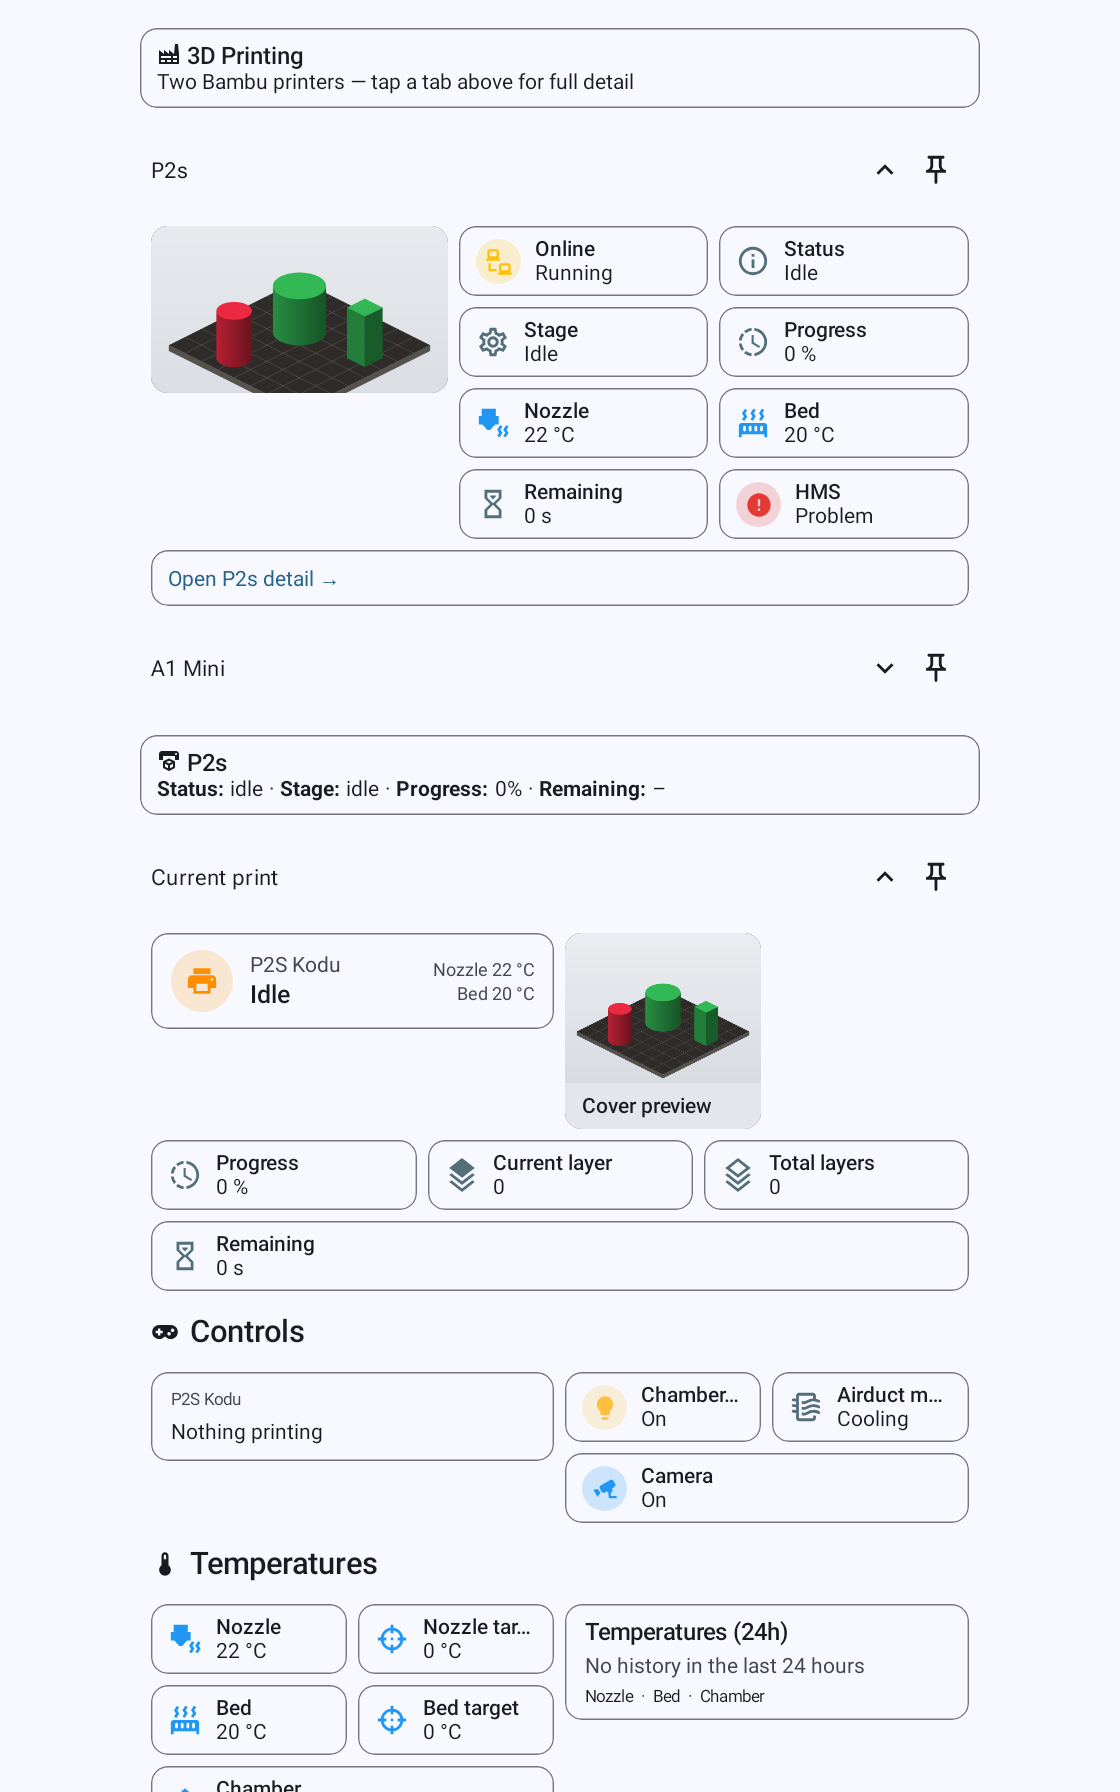 3D Printing
Two Bambu printers — tap a tab above for full detail
P2s
Online
Running
Status
Idle
Stage
Idle
Progress
0 %
Nozzle
22 °C
Bed
20 °C
Remaining
0 s
HMS
Problem
Open P2s detail →
A1 Mini
P2s
Status: idle · Stage: idle · Progress: 0% · Remaining: –
Current print
P2S Kodu
Idle
Nozzle 22 °C
Bed 20 °C
Cover preview
Progress
0 %
Current layer
0
Total layers
0
Remaining
0 s
Controls
P2S Kodu
Nothing printing
Chamber...
On
Airduct m...
Cooling
Camera
On
Temperatures
Nozzle
22 °C
Nozzle tar...
0 °C
Temperatures (24h)
No history in the last 24 hours
Nozzle · Bed · Chamber
Bed
20 °C
Bed target
0 °C
Chamber